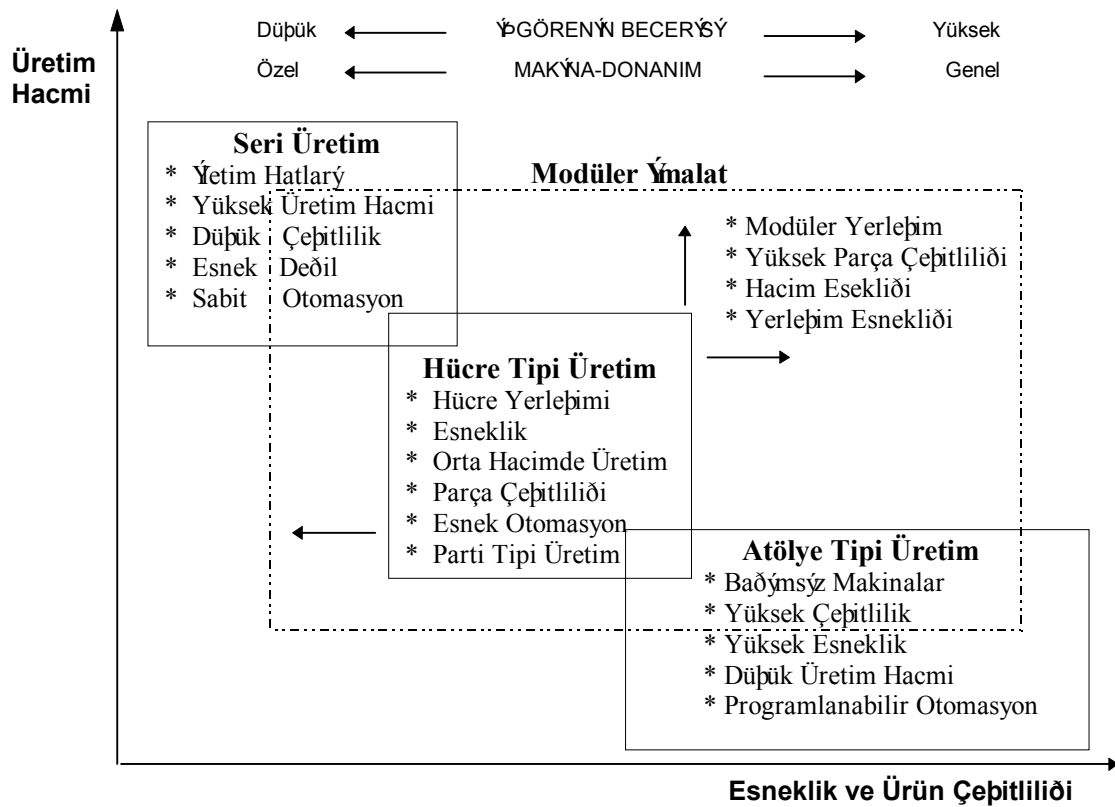 Düþük ÝÞGÖRENÝN BECERÝSÝ Yüksek
Özel MAKÝNA-DONANIM Genel
Üretim
Hacmi
Seri Üretim
* Ýletim Hatlarý
* Yüksek Üretim Hacmi
* Düþük Çeþitlilik
* Esnek Deðil
* Sabit Otomasyon
Modüler Ýmalat
* Modüler Yerleþim
* Yüksek Parça Çeþitliliði
* Hacim Esekliði
* Yerleþim Esnekliði
Hücre Tipi Üretim
* Hücre Yerleþimi
* Esneklik
* Orta Hacimde Üretim
* Parça Çeþitliliði
* Esnek Otomasyon
* Parti Tipi Üretim
Atölye Tipi Üretim
* Baðýmsýz Makinalar
* Yüksek Çeþitlilik
* Yüksek Esneklik
* Düþük Üretim Hacmi
* Programlanabilir Otomasyon
Esneklik ve Ürün Çeþitliliði